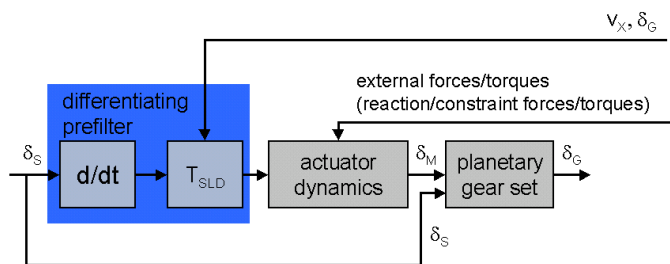 v_X, δ_G
external forces/torques
(reaction/constraint forces/torques)
differentiating
prefilter
δ_S
d/dt
T_SLD
actuator
dynamics
δ_M
planetary
gear set
δ_G
δ_S